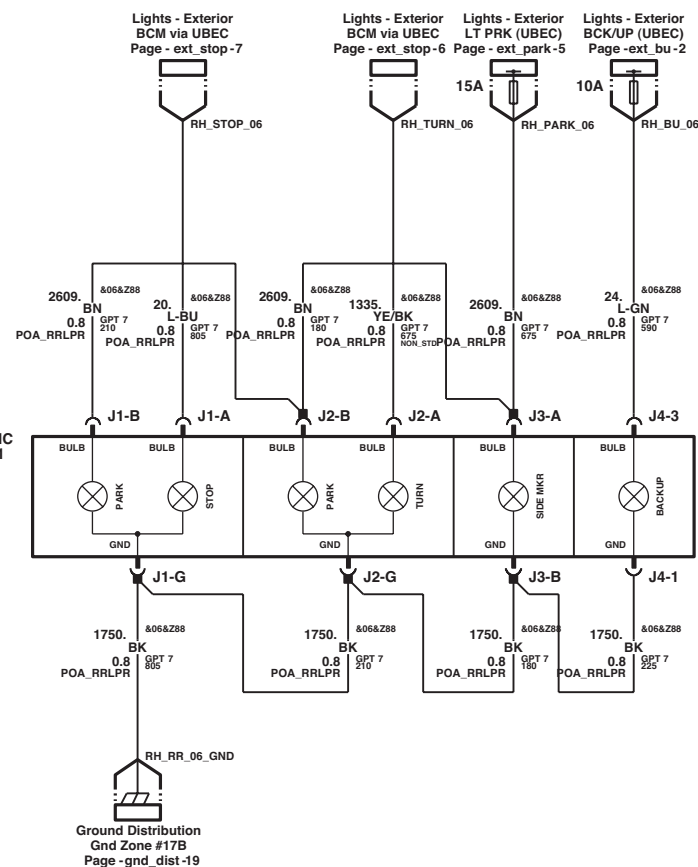 Lights - Exterior
BCM via UBEC
Page - ext_stop-7
Lights - Exterior
BCM via UBEC
Page - ext_stop-6
Lights - Exterior
LT PRK (UBEC)
Page - ext_park-5
Lights - Exterior
BCK/UP (UBEC)
Page -ext_bu-2
15A
10A
RH_STOP_06
RH_TURN_06
RH_PARK_06
RH_BU_06
2609.
BN
0.8
&06&Z88
GPT 7
210
20.
L-BU
0.8
POA_RRLPR
&06&Z88
GPT 7
805
2609.
BN
0.8
POA_RRLPR
&06&Z88
GPT 7
180
1335.
YE/BK
0.8
POA_RRLPR
&06&Z88
GPT 7
675
NON_STD
2609.
BN
0.8
POA_RRLPR
&06&Z88
GPT 7
675
24.
L-GN
0.8
POA_RRLPR
&06&Z88
GPT 7
590
POA_RRLPR
J1-B
J1-A
J2-B
J2-A
J3-A
J4-3
BULB
BULB
BULB
BULB
BULB
BULB
PARK
STOP
PARK
TURN
SIDE MKR
BACKUP
GND
GND
GND
GND
J1-G
J2-G
J3-B
J4-1
1750.
BK
0.8
POA_RRLPR
&06&Z88
GPT 7
805
1750.
BK
0.8
POA_RRLPR
&06&Z88
GPT 7
210
1750.
BK
0.8
POA_RRLPR
&06&Z88
GPT 7
180
1750.
BK
0.8
POA_RRLPR
&06&Z88
GPT 7
225
RH_RR_06_GND
Ground Distribution
Gnd Zone #17B
Page -gnd_dist-19